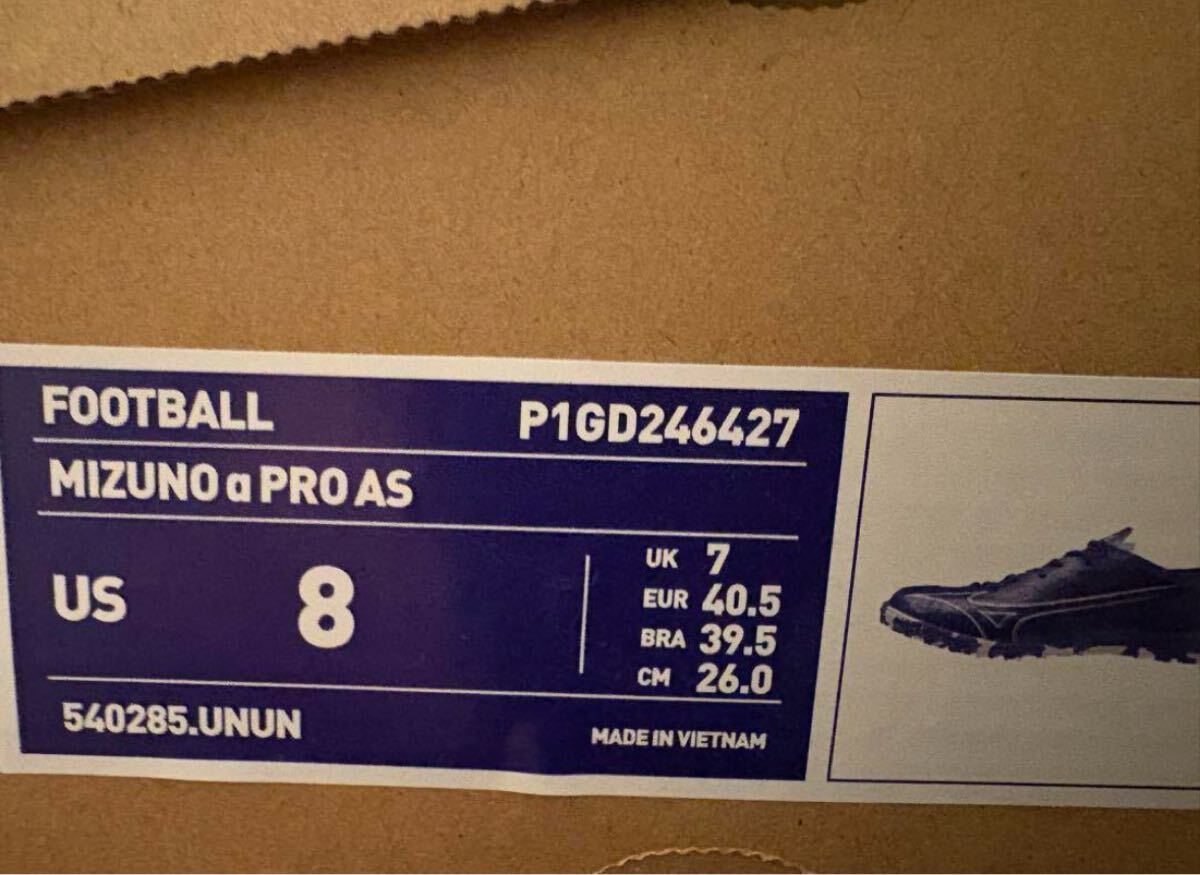 FOOTBALL P1GD246427
MIZUNO α PRO AS
US 8
UK 7
EUR 40.5
BRA 39.5
CM 26.0
540285.UNUN MADE IN VIETNAM